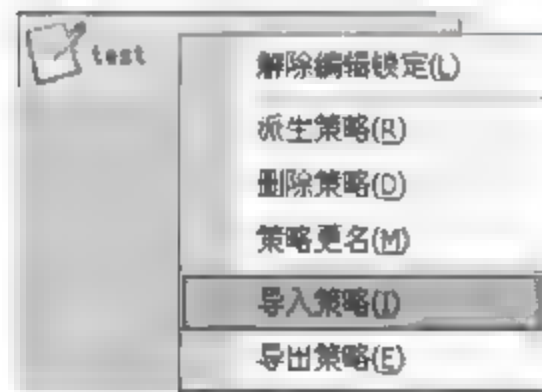 test
解除编辑锁定(L)
派生策略(R)
删除策略(D)
策略更名(M)
导入策略(I)
导出策略(E)